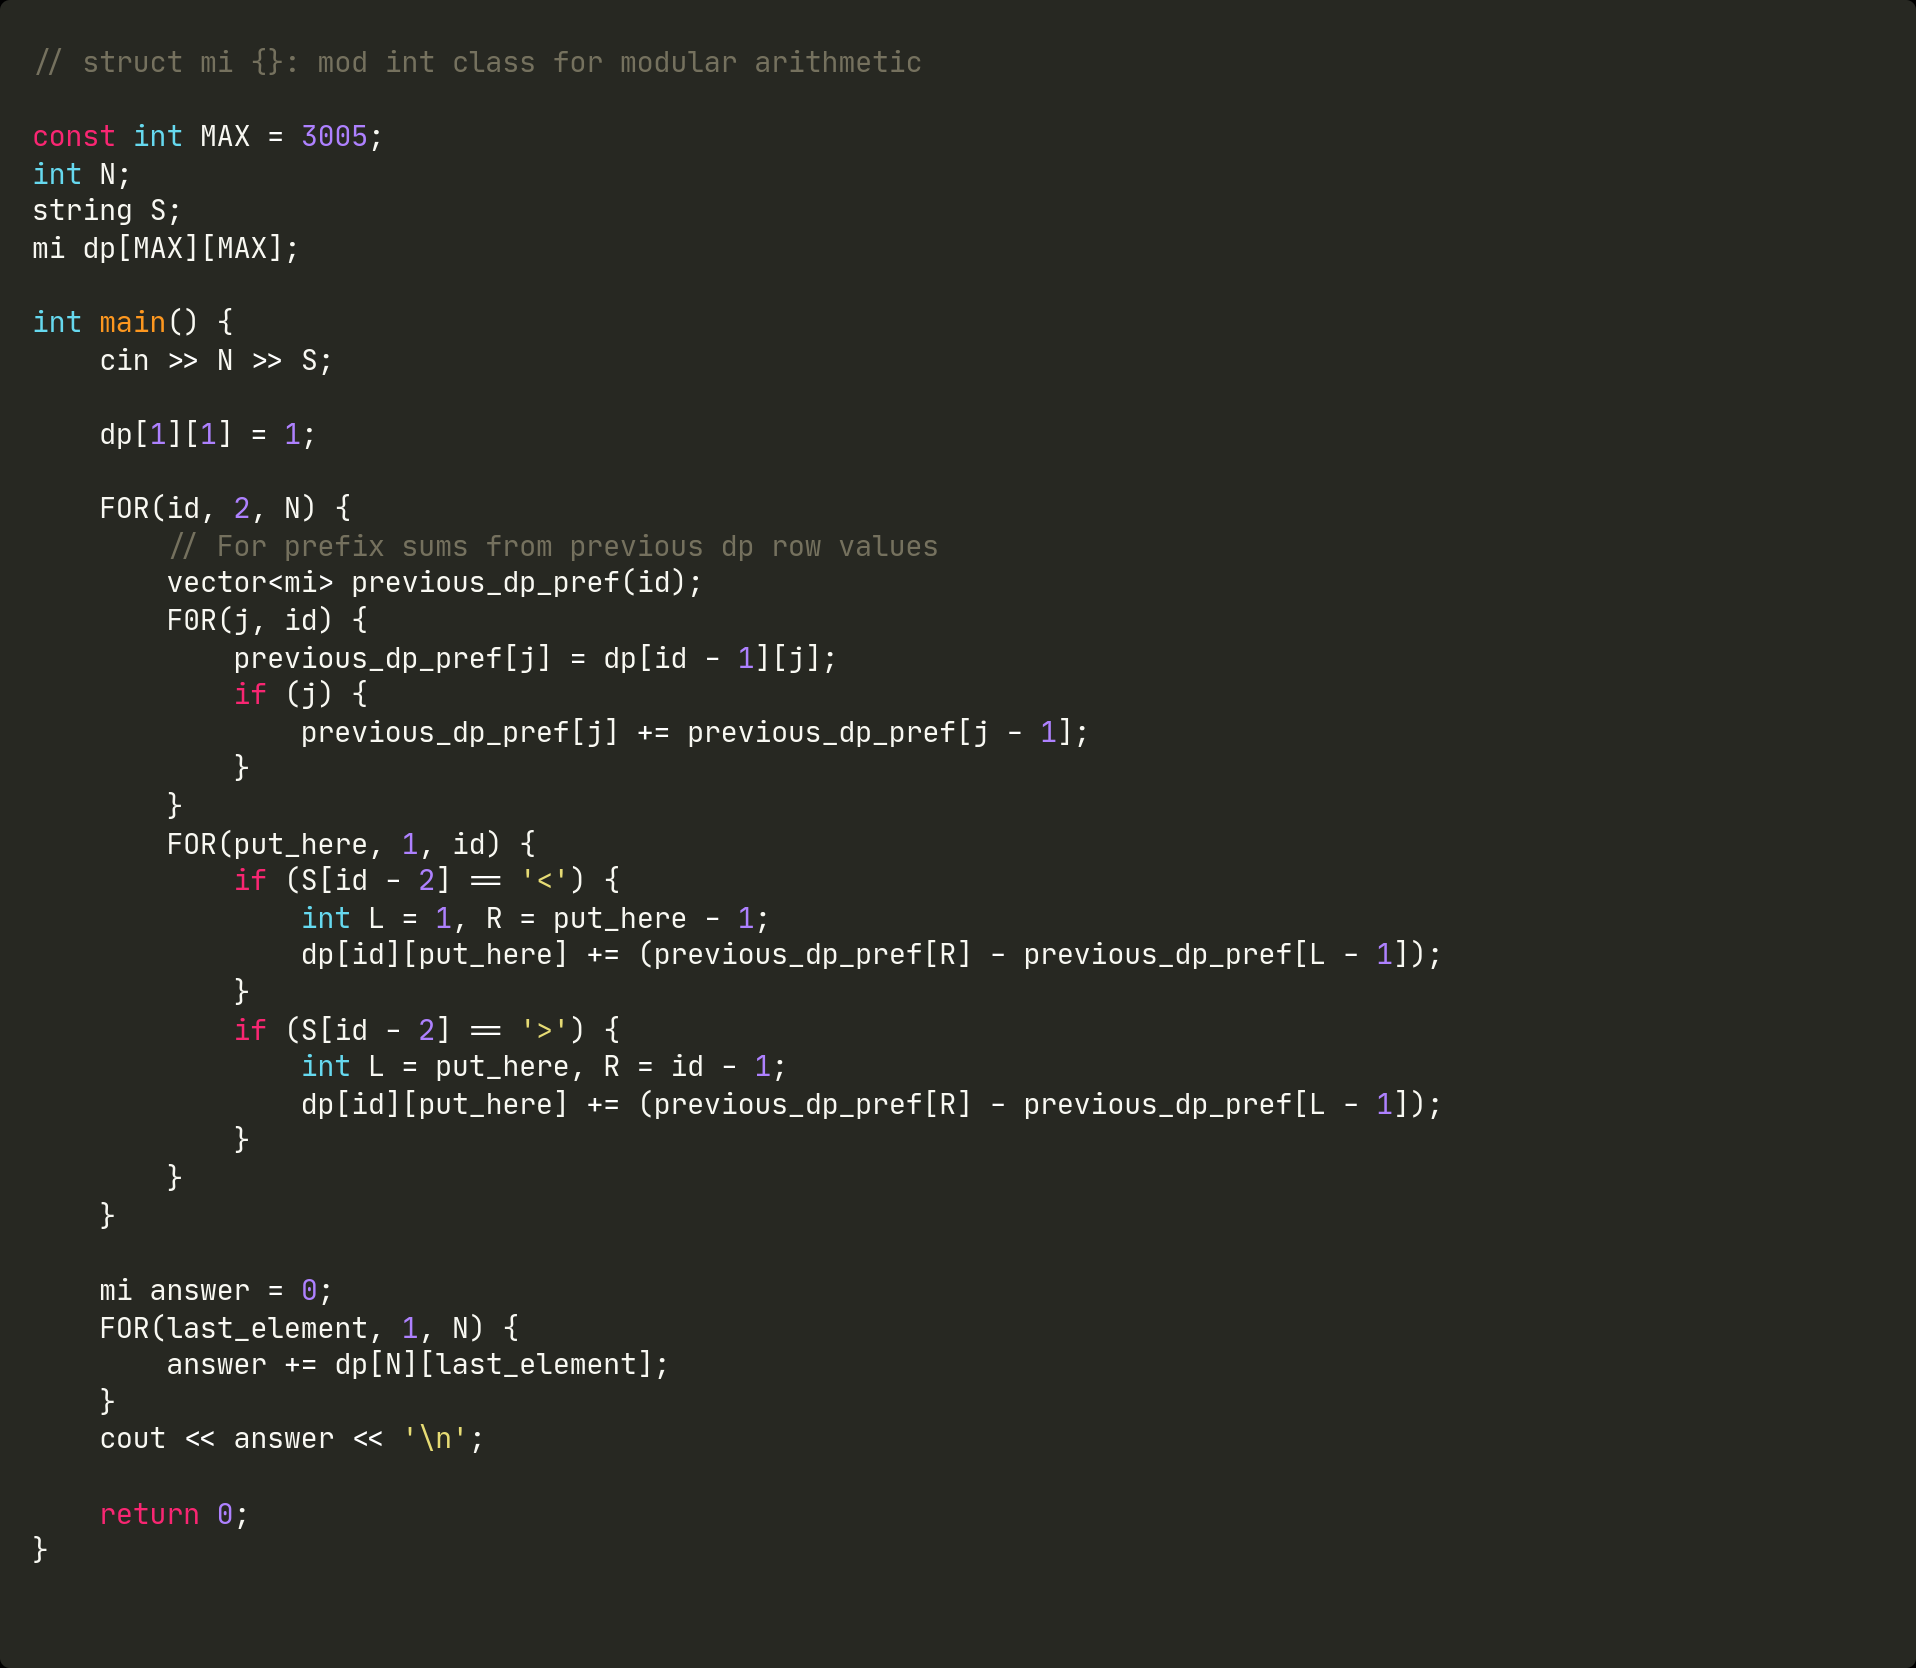 // struct mi {}: mod int class for modular arithmetic

const int MAX = 3005;
int N;
string S;
mi dp[MAX][MAX];

int main() {
    cin >> N >> S;

    dp[1][1] = 1;

    FOR(id, 2, N) {
        // For prefix sums from previous dp row values
        vector<mi> previous_dp_pref(id);
        F0R(j, id) {
            previous_dp_pref[j] = dp[id - 1][j];
            if (j) {
                previous_dp_pref[j] += previous_dp_pref[j - 1];
            }
        }
        FOR(put_here, 1, id) {
            if (S[id - 2] == '<') {
                int L = 1, R = put_here - 1;
                dp[id][put_here] += (previous_dp_pref[R] - previous_dp_pref[L - 1]);
            }
            if (S[id - 2] == '>') {
                int L = put_here, R = id - 1;
                dp[id][put_here] += (previous_dp_pref[R] - previous_dp_pref[L - 1]);
            }
        }
    }

    mi answer = 0;
    FOR(last_element, 1, N) {
        answer += dp[N][last_element];
    }
    cout << answer << '\n';

    return 0;
}